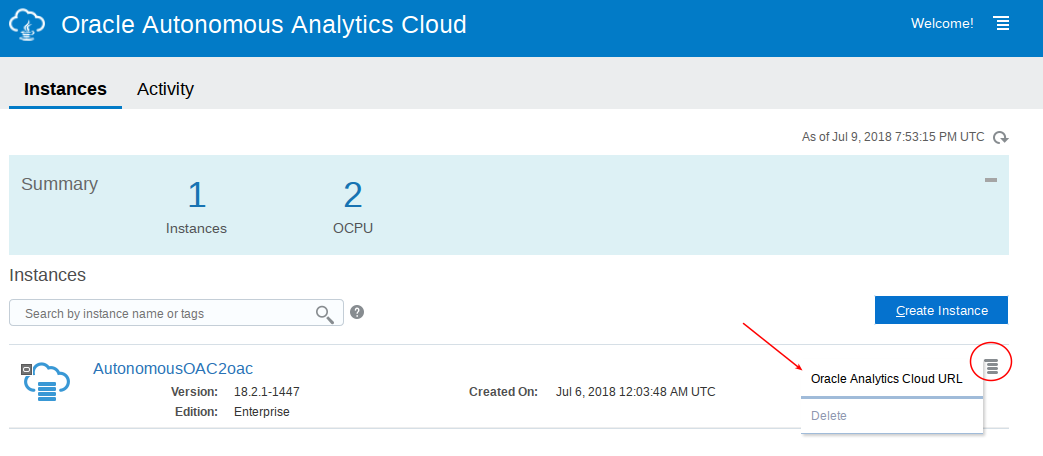 Oracle Autonomous Analytics Cloud
Welcome!
Instances Activity
As of Jul 9, 2018 7:53:15 PM UTC
Summary
1 2
Instances OCPU
Instances
Search by instance name or tags
?
Create Instance
AutonomousOAC2oac
Oracle Analytics Cloud URL
Version: 18.2.1-1447 Created On: Jul 6, 2018 12:03:48 AM UTC
Edition: Enterprise
Delete